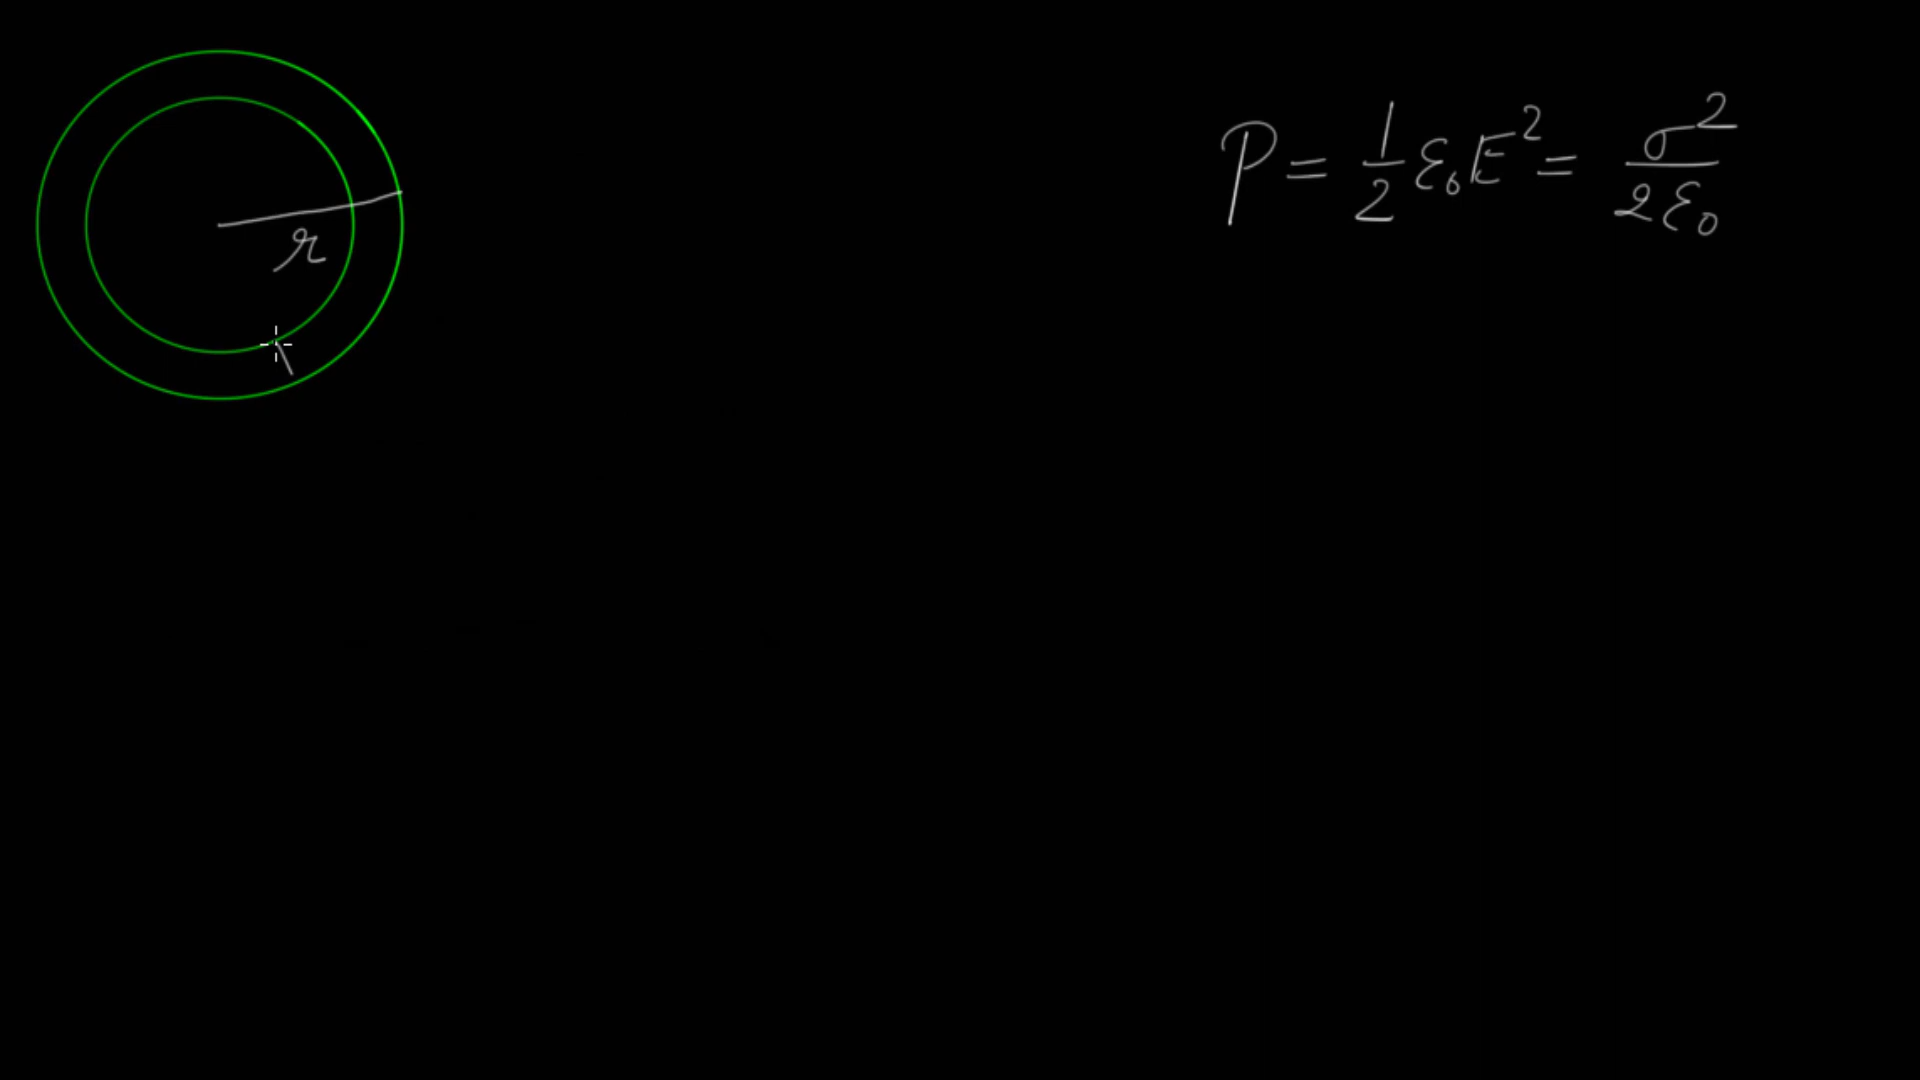 P = 1/2 ε₀E² = σ²/2ε₀
r